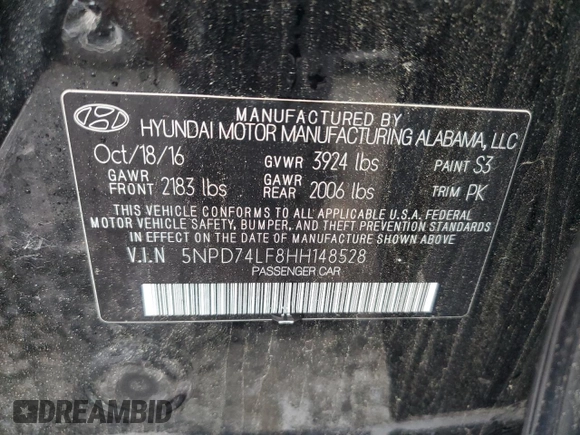 MANUFACTURED BY
HYUNDAI MOTOR MANUFACTURING ALABAMA, LLC
Oct/18/16 GVWR 3924 lbs PAINT S3
GAWR FRONT 2183 lbs GAWR REAR 2006 lbs TRIM PK
THIS VEHICLE CONFORMS TO ALL APPLICABLE U.S.A. FEDERAL
MOTOR VEHICLE SAFETY, BUMPER, AND THEFT PREVENTION STANDARDS
IN EFFECT ON THE DATE OF MANUFACTURE SHOWN ABOVE.
V.I.N 5NPD74LF8HH148528
PASSENGER CAR
DREAMBID